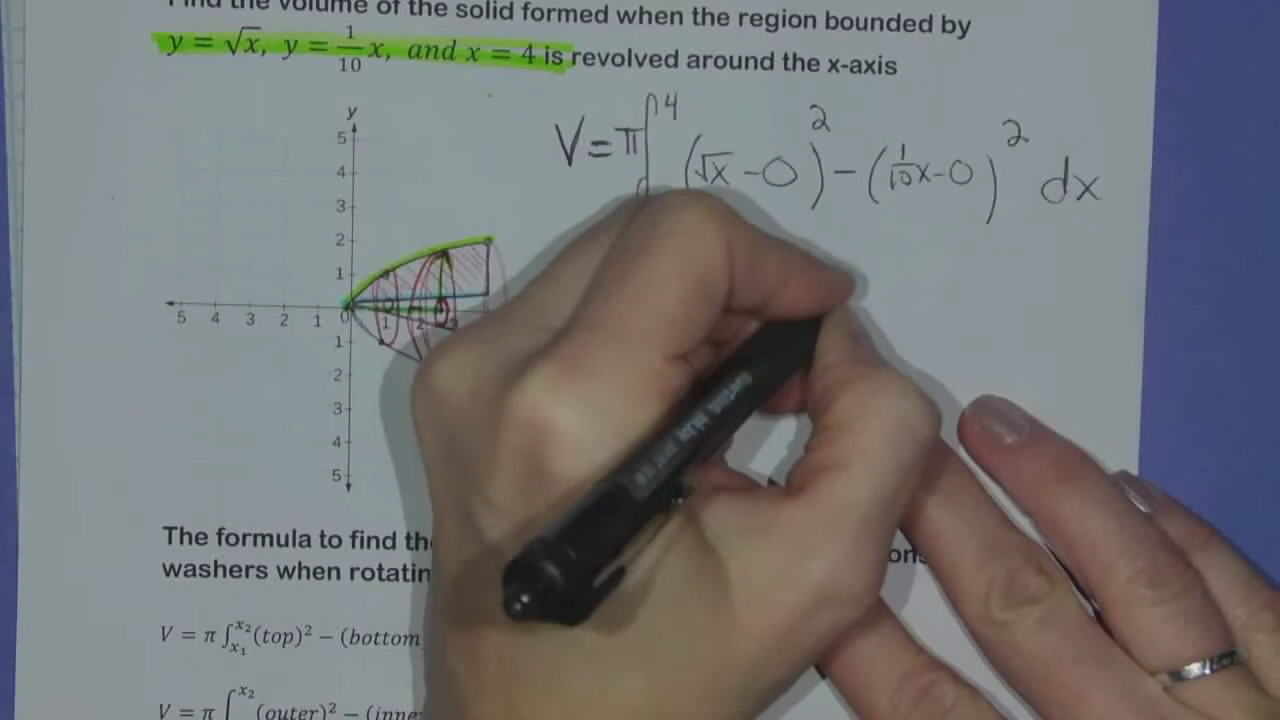 Find the volume of the solid formed when the region bounded by
y = √x, y = 1/10 x, and x = 4 is revolved around the x-axis
V = π∫⁴ (√x - 0)² - (1/10 x - 0)² dx
y
5
4
3
2
1
5 4 3 2 1 0 1 2 3
1
2
3
4
5
The formula to find the
washers when rotatin
V = π ∫ₓ₁ˣ² (top)² − (bottom
V = π ∫ˣ² (outer)² − (inne